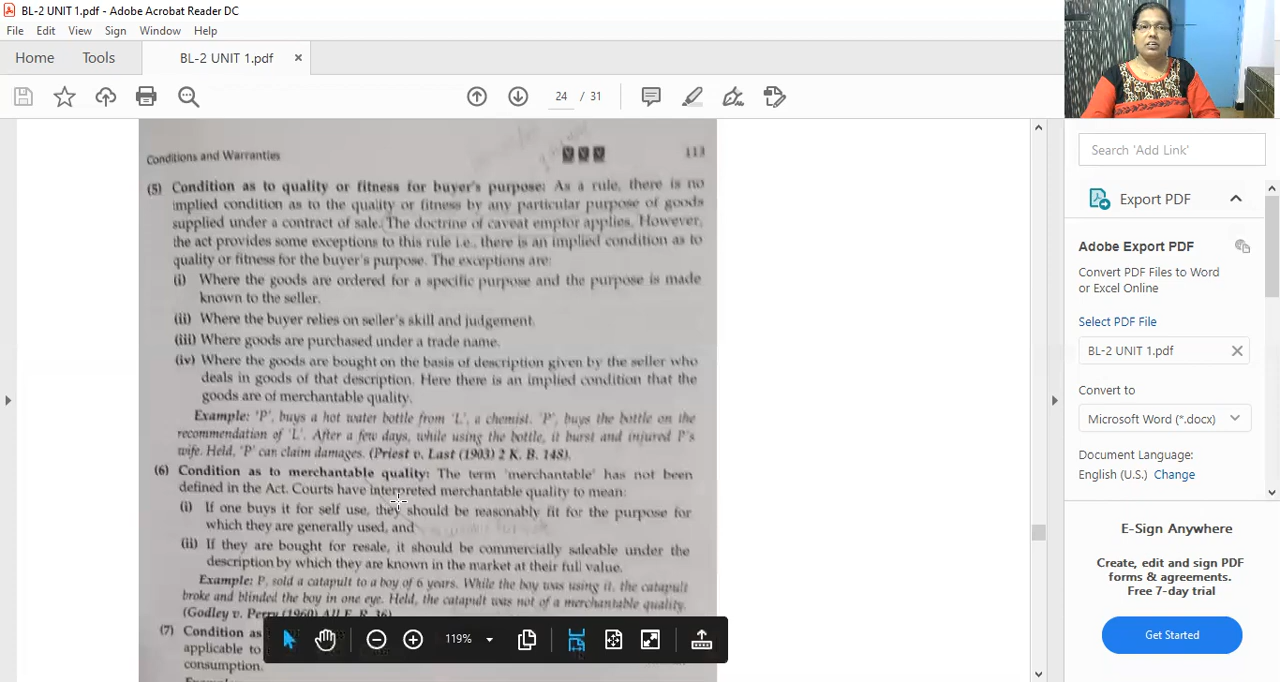 BL-2 UNIT 1.pdf - Adobe Acrobat Reader DC
File Edit View Sign Window Help
Home Tools BL-2 UNIT 1.pdf ×
24 / 31
Conditions and Warranties 113
(5) Condition as to quality or fitness for buyer's purpose: As a rule, there is no
implied condition as to the quality or fitness by any particular purpose of goods
supplied under a contract of sale. The doctrine of caveat emptor applies. However,
the act provides some exceptions to this rule i.e., there is an implied condition as to
quality or fitness for the buyer's purpose. The exceptions are:
(i) Where the goods are ordered for a specific purpose and the purpose is made
known to the seller.
(ii) Where the buyer relies on seller's skill and judgement.
(iii) Where goods are purchased under a trade name.
(iv) Where the goods are bought on the basis of description given by the seller who
deals in goods of that description. Here there is an implied condition that the
goods are of merchantable quality.
Example: 'P', buys a hot water bottle from 'L', a chemist. 'P', buys the bottle on the
recommendation of 'L'. After a few days, while using the bottle, it burst and injured P's
wife. Held, 'P' can claim damages. (Priest v. Last (1903) 2 K. B. 148).
(6) Condition as to merchantable quality: The term 'merchantable' has not been
defined in the Act. Courts have interpreted merchantable quality to mean:
(i) If one buys it for self use, they should be reasonably fit for the purpose for
which they are generally used, and
(ii) If they are bought for resale, it should be commercially saleable under the
description by which they are known in the market at their full value.
Example: P, sold a catapult to a boy of 6 years. While the boy was using it, the catapult
broke and blinded the boy in one eye. Held, the catapult was not of a merchantable quality.
(Godley v. Perry (1960) All E. R. 36)
(7) Condition as
applicable to
consumption.
119%
Search 'Add Link'
Export PDF
Adobe Export PDF
Convert PDF Files to Word
or Excel Online
Select PDF File
BL-2 UNIT 1.pdf
Convert to
Microsoft Word (*.docx)
Document Language:
English (U.S.) Change
E-Sign Anywhere
Create, edit and sign PDF
forms & agreements.
Free 7-day trial
Get Started